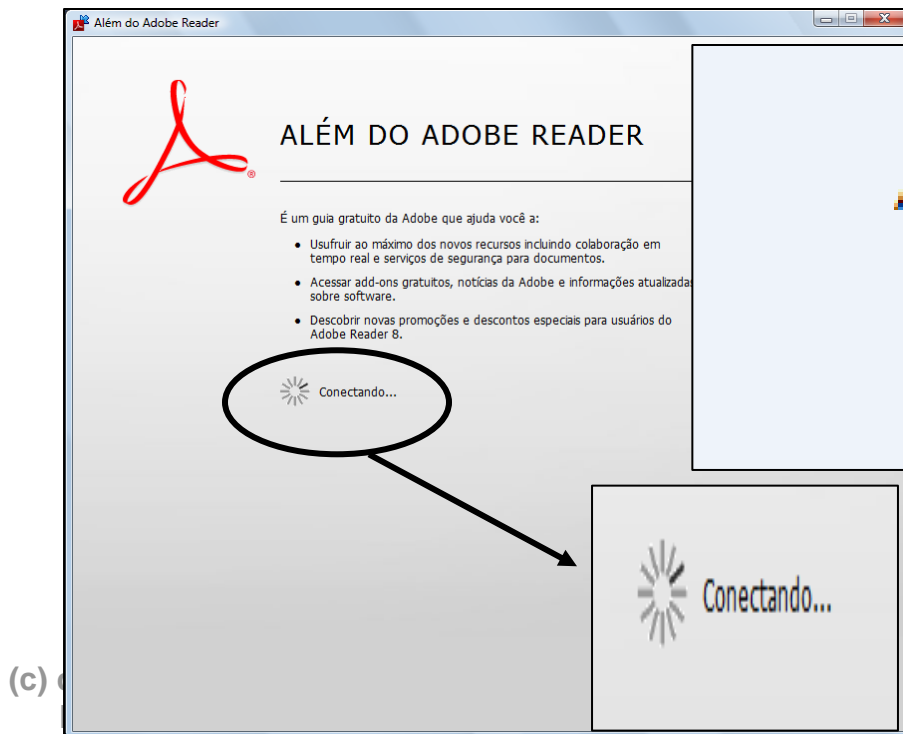 Além do Adobe Reader
ALÉM DO ADOBE READER
®
É um guia gratuito da Adobe que ajuda você a:
• Usufruir ao máximo dos novos recursos incluindo colaboração em
tempo real e serviços de segurança para documentos.
• Acessar add-ons gratuitos, notícias da Adobe e informações atualizadas
sobre software.
• Descobrir novas promoções e descontos especiais para usuários do
Adobe Reader 8.
Conectando...
Conectando...
(c)